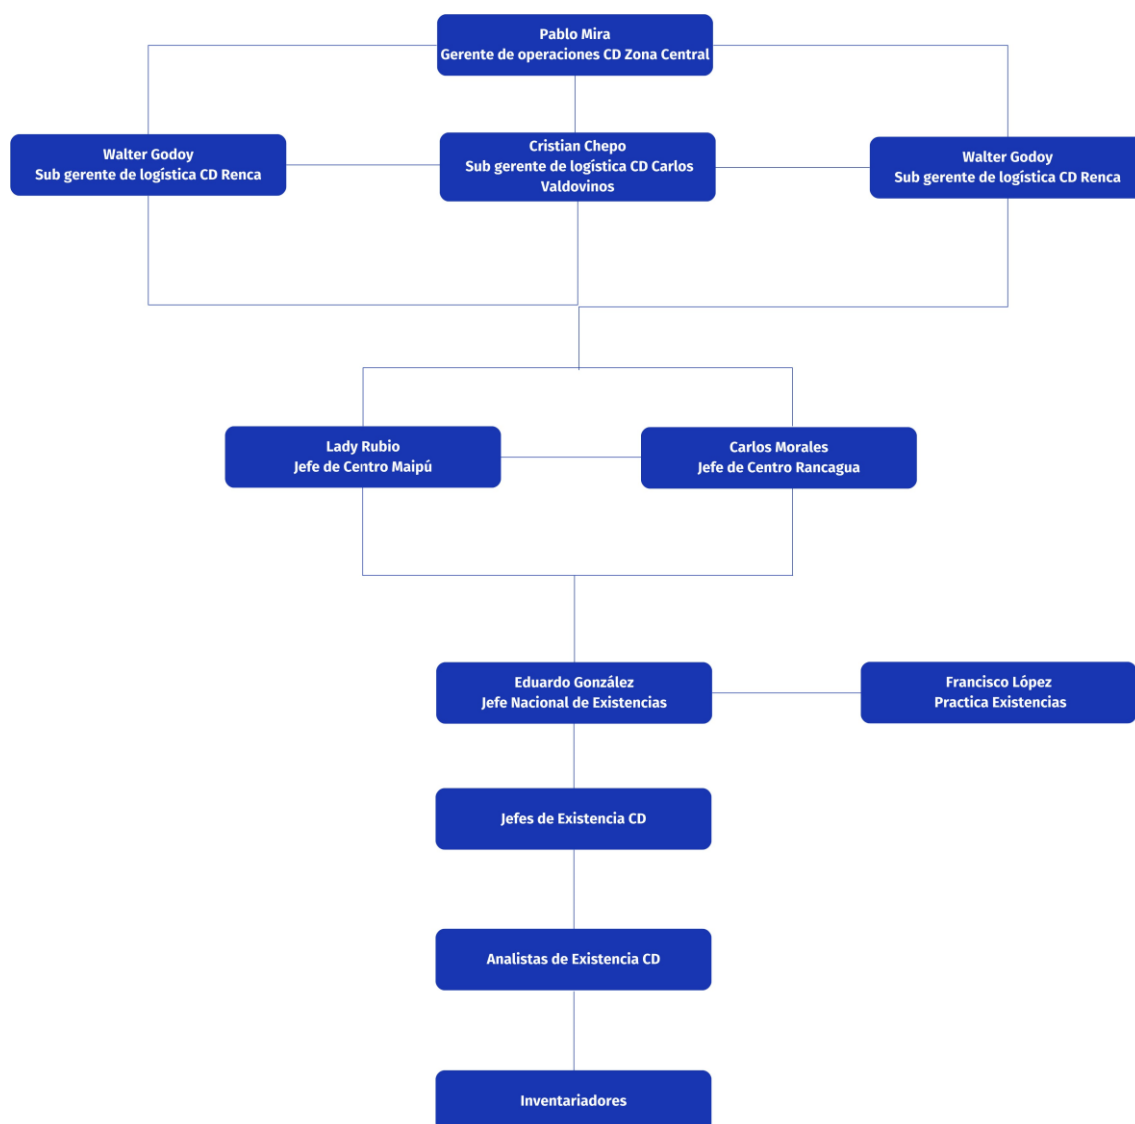 Pablo Mira
Gerente de operaciones CD Zona Central
Walter Godoy
Sub gerente de logística CD Renca
Cristian Chepo
Sub gerente de logística CD Carlos
Valdovinos
Walter Godoy
Sub gerente de logística CD Renca
Lady Rubio
Jefe de Centro Maipú
Carlos Morales
Jefe de Centro Rancagua
Eduardo González
Jefe Nacional de Existencias
Francisco López
Practica Existencias
Jefes de Existencia CD
Analistas de Existencia CD
Inventariadores